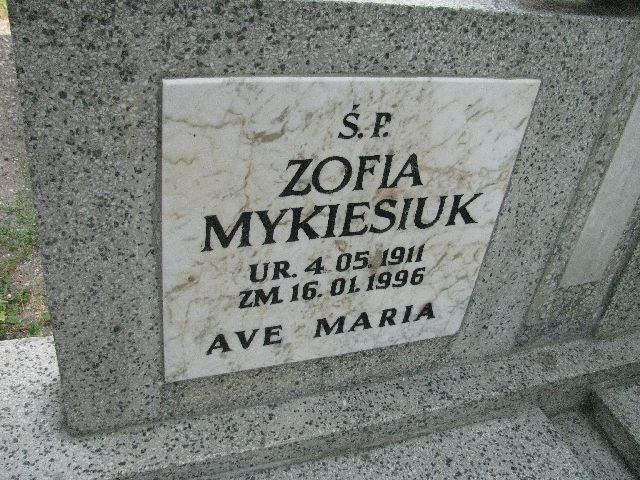 Ś.P.
ZOFIA
MYKIESIUK
UR. 4. 05. 1911
ZM. 16. 01. 1996
AVE MARIA